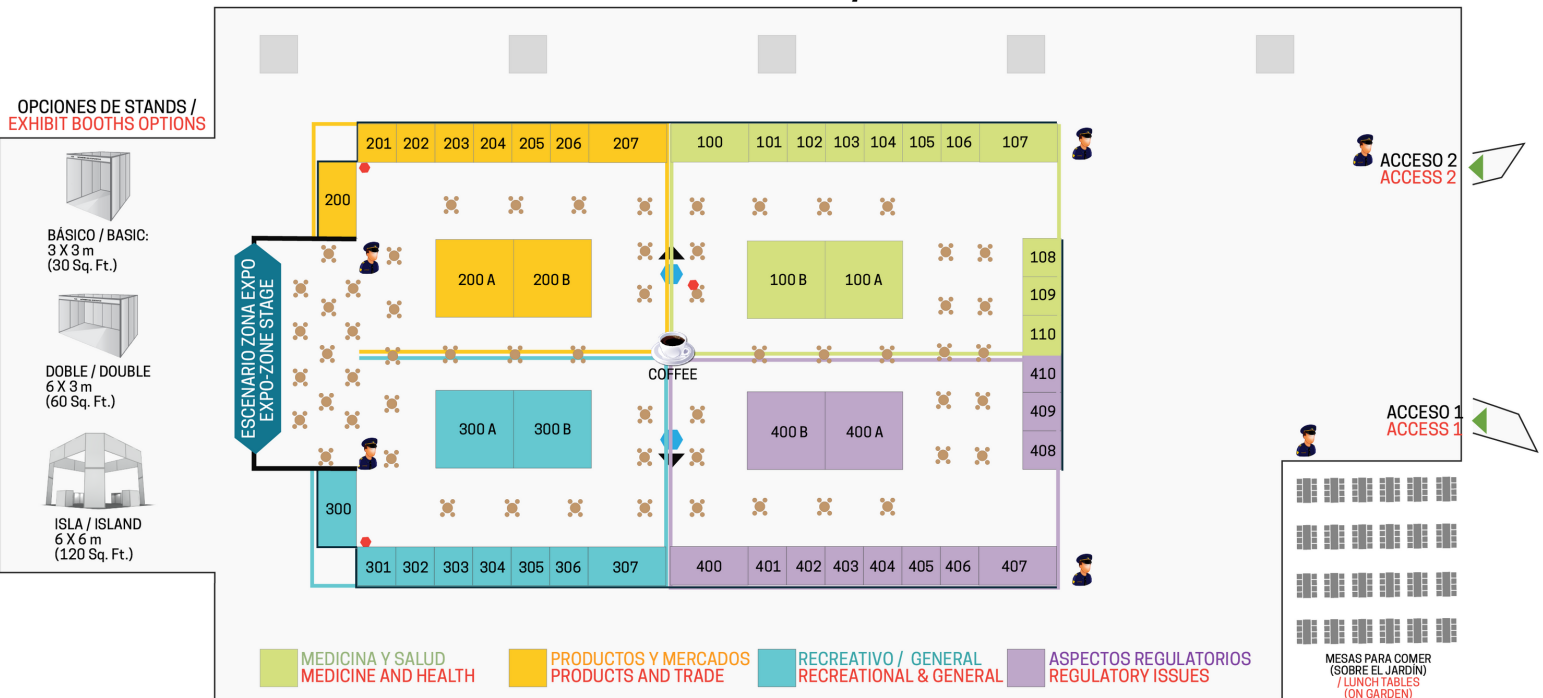 OPCIONES DE STANDS /
EXHIBIT BOOTHS OPTIONS
BÁSICO / BASIC:
3 X 3 m
(30 Sq. Ft.)
DOBLE / DOUBLE
6 X 3 m
(60 Sq. Ft.)
ISLA / ISLAND
6 X 6 m
(120 Sq. Ft.)
ESCENARIO ZONA EXPO
EXPO-ZONE STAGE
201 202 203 204 205 206 207 100 101 102 103 104 105 106 107
200
200 A 200 B 100 B 100 A
108
109
110
COFFEE
410
409
408
300 A 300 B 400 B 400 A
300
301 302 303 304 305 306 307 400 401 402 403 404 405 406 407
ACCESO 2
ACCESS 2
ACCESO 1
ACCESS 1
MEDICINA Y SALUD
MEDICINE AND HEALTH
PRODUCTOS Y MERCADOS
PRODUCTS AND TRADE
RECREATIVO / GENERAL
RECREATIONAL & GENERAL
ASPECTOS REGULATORIOS
REGULATORY ISSUES
MESAS PARA COMER
(SOBRE EL JARDÍN)
/ LUNCH TABLES
(ON GARDEN)